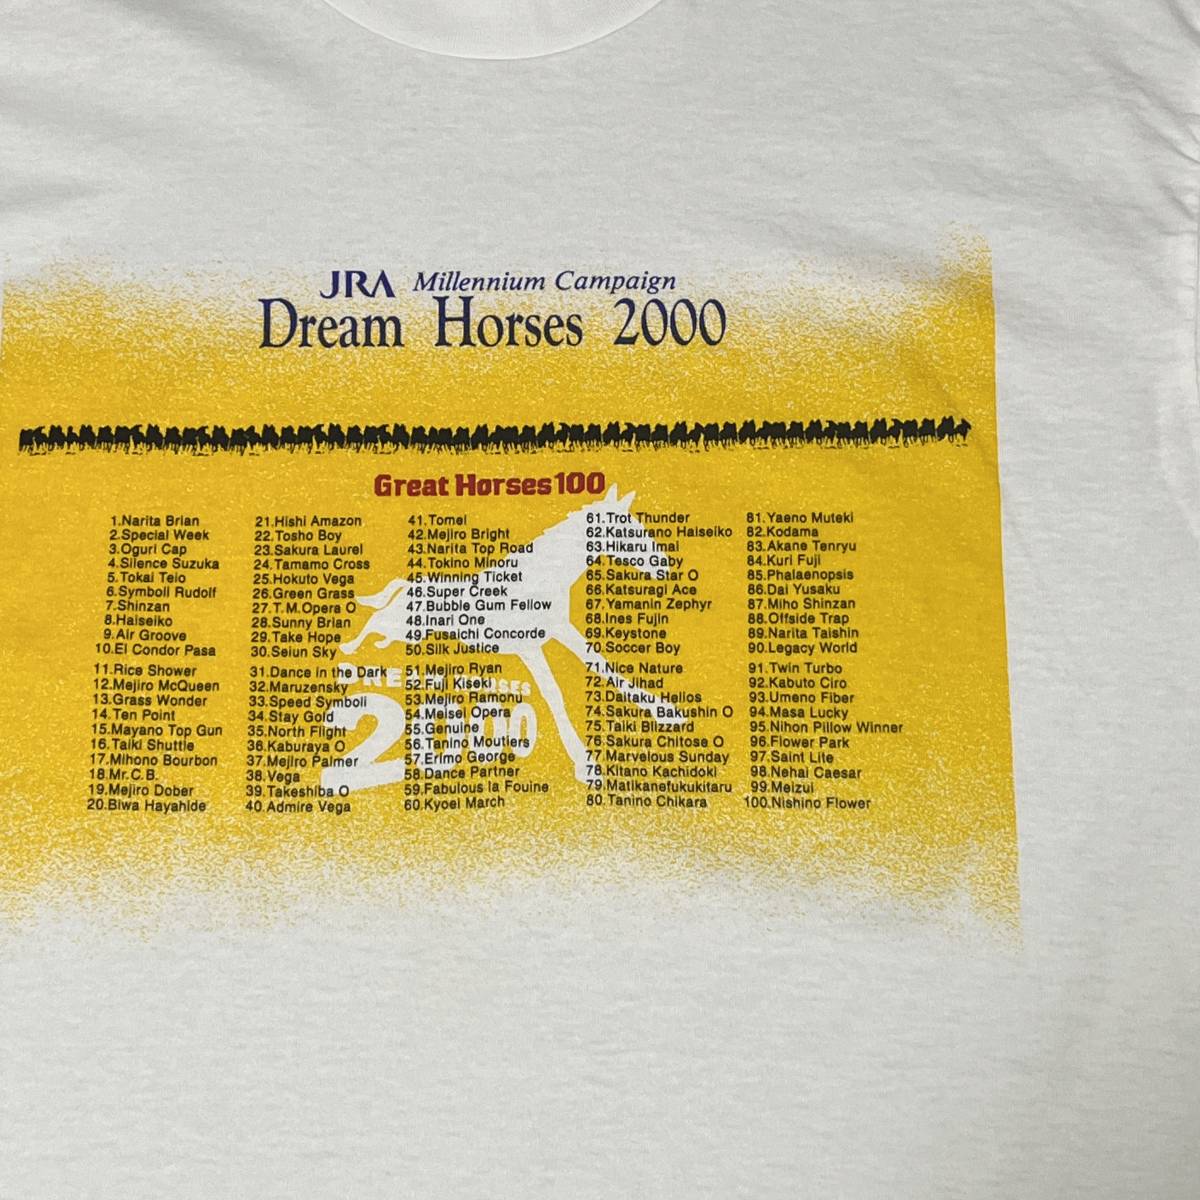 JRA Millennium Campaign
Dream Horses 2000
Great Horses100
1.Narita Brian
2.Special Week
3.Oguri Cap
4.Silence Suzuka
5.Tokai Teio
6.Symboli Rudolf
7.Shinzan
8.Haiseiko
9.Air Groove
10.El Condor Pasa
11.Rice Shower
12.Mejiro McQueen
13.Grass Wonder
14.Ten Point
15.Mayano Top Gun
16.Taiki Shuttle
17.Mihono Bourbon
18.Mr.C.B.
19.Mejiro Dober
20.Biwa Hayahide
21.Hishi Amazon
22.Tosho Boy
23.Sakura Laurel
24.Tamamo Cross
25.Hokuto Vega
26.Green Grass
27.T.M.Opera O
28.Sunny Brian
29.Take Hope
30.Seiun Sky
31.Dance in the Dark
32.Maruzensky
33.Speed Symboli
34.Stay Gold
35.North Flight
36.Kaburaya O
37.Mejiro Palmer
38.Vega
39.Takeshiba O
40.Admire Vega
41.Tomei
42.Mejiro Bright
43.Narita Top Road
44.Tokino Minoru
45.Winning Ticket
46.Super Creek
47.Bubble Gum Fellow
48.Inari One
49.Fusaichi Concorde
50.Silk Justice
51.Mejiro Ryan
52.Fuji Kiseki
53.Mejiro Ramonu
54.Meisei Opera
55.Genuine
56.Tanino Moutiers
57.Erimo George
58.Dance Partner
59.Fabulous la Fouine
60.Kyoei March
61.Trot Thunder
62.Katsurano Haiseiko
63.Hikaru Imai
64.Tesco Gaby
65.Sakura Star O
66.Katsuragi Ace
67.Yamanin Zephyr
68.Ines Fujin
69.Keystone
70.Soccer Boy
71.Nice Nature
72.Air Jihad
73.Daitaku Helios
74.Sakura Bakushin O
75.Taiki Blizzard
76.Sakura Chitose O
77.Marvelous Sunday
78.Kitano Kachidoki
79.Matikanefukukitaru
80.Tanino Chikara
81.Yaeno Muteki
82.Kodama
83.Akane Tenryu
84.Kuri Fuji
85.Phalaenopsis
86.Dai Yusaku
87.Miho Shinzan
88.Offside Trap
89.Narita Taishin
90.Legacy World
91.Twin Turbo
92.Kabuto Ciro
93.Umeno Fiber
94.Masa Lucky
95.Nihon Pillow Winner
96.Flower Park
97.Saint Lite
98.Nehai Caesar
99.Meizui
100.Nishino Flower
2000